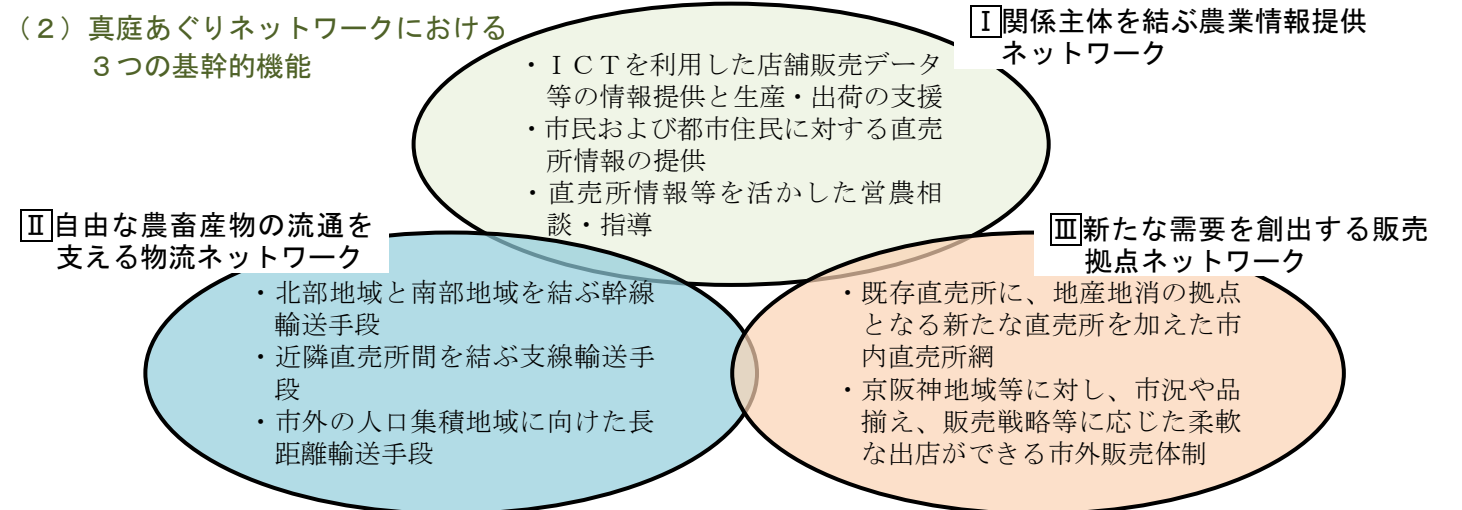 （２）真庭あぐりネットワークにおける
３つの基幹的機能
Ⅰ関係主体を結ぶ農業情報提供
ネットワーク
・ＩＣＴを利用した店舗販売データ
等の情報提供と生産・出荷の支援
・市民および都市住民に対する直売
所情報の提供
・直売所情報等を活かした営農相
談・指導
Ⅱ自由な農畜産物の流通を
支える物流ネットワーク
・北部地域と南部地域を結ぶ幹線
輸送手段
・近隣直売所間を結ぶ支線輸送手
段
・市外の人口集積地域に向けた長
距離輸送手段
Ⅲ新たな需要を創出する販売
拠点ネットワーク
・既存直売所に、地産地消の拠点
となる新たな直売所を加えた市
内直売所網
・京阪神地域等に対し、市況や品
揃え、販売戦略等に応じた柔軟
な出店ができる市外販売体制